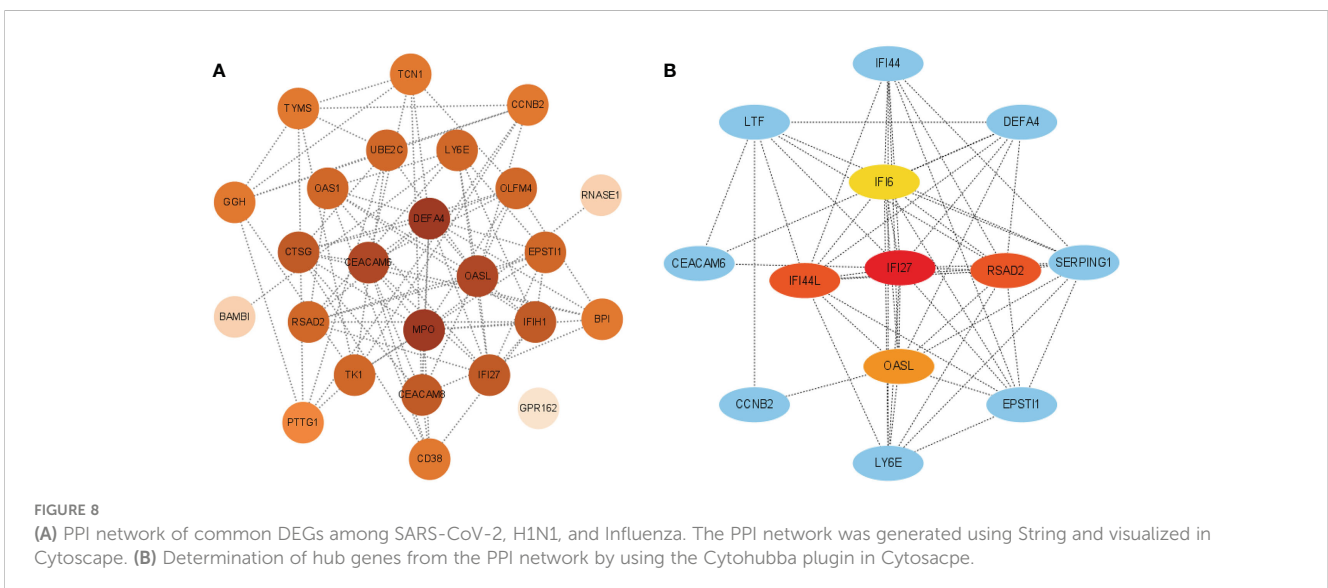 A
B
TCN1
TYMS
CCNB2
UBE2C
LY6E
OAS1
OLFM4
RNASE1
GGH
DEFA4
CTSG
CEACAM6
EPSTI1
OASL
BAMBI
RSAD2
MPO
IFIH1
BPI
TK1
IFI27
CEACAM8
GPR162
PTTG1
CD38
IFI44
LTF
DEFA4
IFI6
CEACAM6
IFI27
RSAD2
SERPING1
IFI44L
OASL
CCNB2
EPSTI1
LY6E
FIGURE 8
(A) PPI network of common DEGs among SARS-CoV-2, H1N1, and Influenza. The PPI network was generated using String and visualized in
Cytoscape. (B) Determination of hub genes from the PPI network by using the Cytohubba plugin in Cytosacpe.